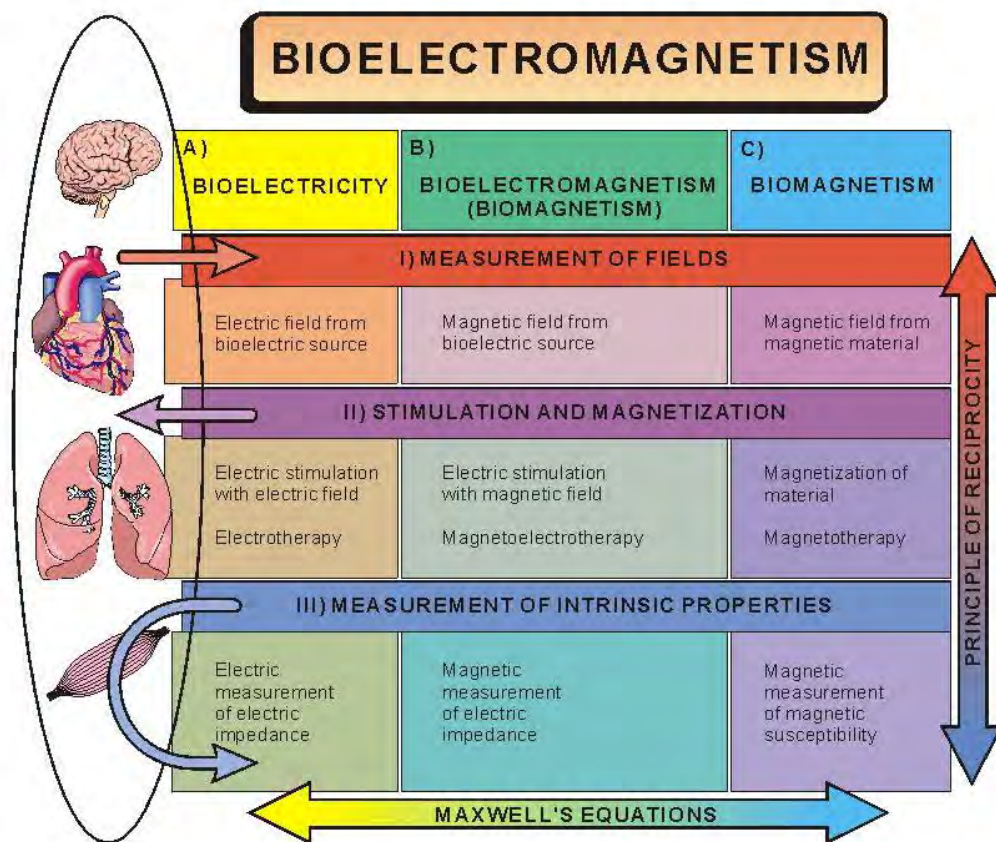 BIOELECTROMAGNETISM
A)
BIOELECTRICITY
B)
BIOELECTROMAGNETISM
(BIOMAGNETISM)
C)
BIOMAGNETISM
I) MEASUREMENT OF FIELDS
Electric field from
bioelectric source
Magnetic field from
bioelectric source
Magnetic field from
magnetic material
II) STIMULATION AND MAGNETIZATION
Electric stimulation
with electric field
Electrotherapy
Electric stimulation
with magnetic field
Magnetoelectrotherapy
Magnetization of
material
Magnetotherapy
III) MEASUREMENT OF INTRINSIC PROPERTIES
Electric
measurement
of electric
impedance
Magnetic
measurement
of electric
impedance
Magnetic
measurement
of magnetic
susceptibility
PRINCIPLE OF RECIPROCITY
MAXWELL'S EQUATIONS